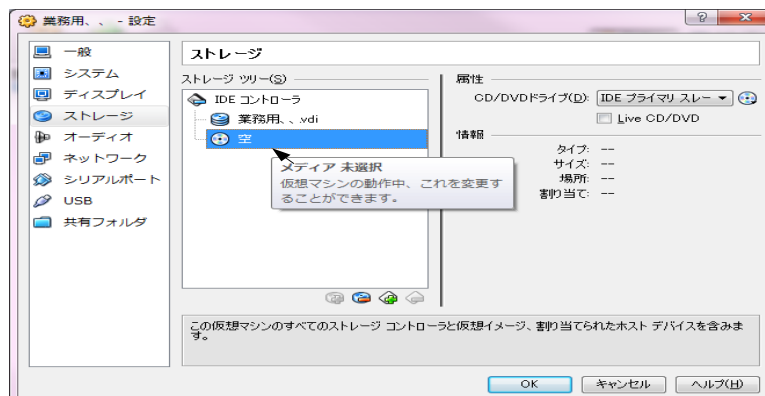 業務用、、 - 設定
?
一般
システム
ディスプレイ
ストレージ
オーディオ
ネットワーク
シリアルポート
USB
共有フォルダ
ストレージ
ストレージ ツリー(S)
IDE コントローラ
業務用、、.vdi
空
メディア 未選択
仮想マシンの動作中、これを変更す
ることができます。
属性
CD/DVDドライブ(D): IDE プライマリ スレー
Live CD/DVD
情報
タイプ: --
サイズ: --
場所: --
割り当て: --
この仮想マシンのすべてのストレージ コントローラと仮想イメージ、割り当てられたホスト デバイスを含みま
す。
OK
キャンセル
ヘルプ(H)